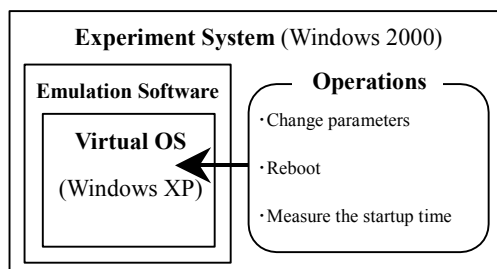 Experiment System (Windows 2000)
Emulation Software
Virtual OS
(Windows XP)
Operations
・Change parameters
・Reboot
・Measure the startup time